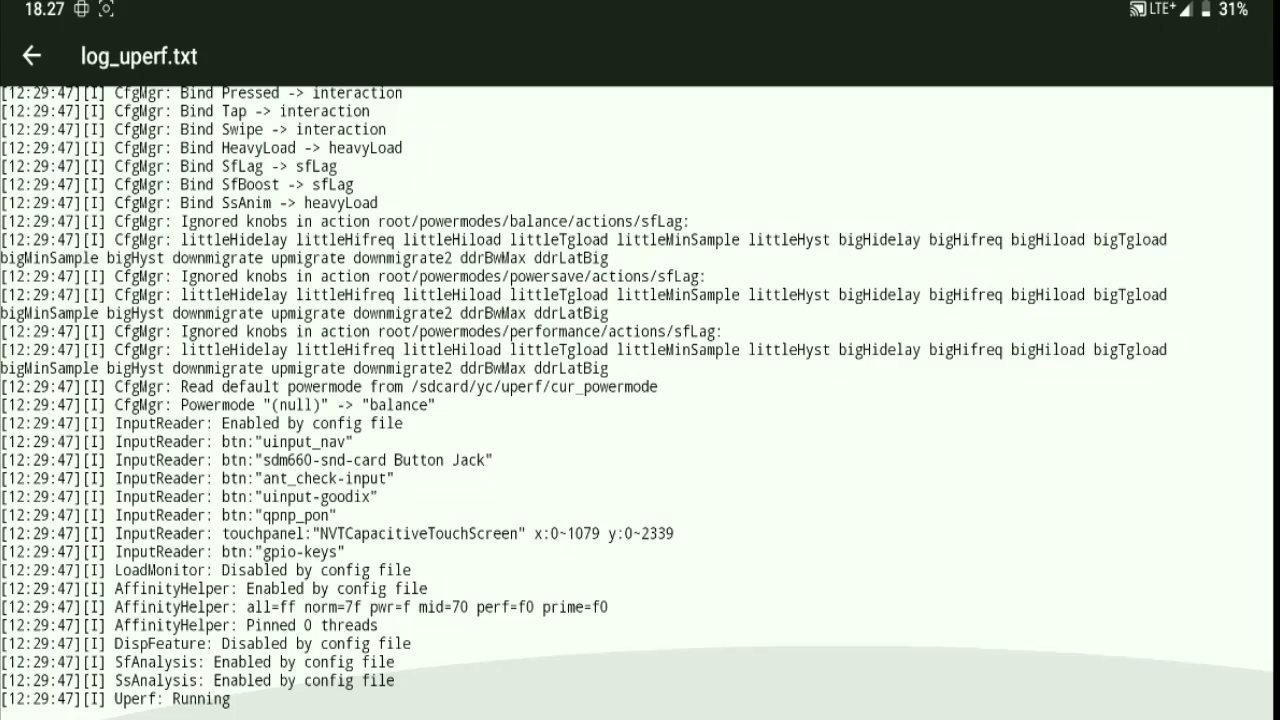 18.27 LTE+ 31%
log_uperf.txt
[12:29:47][I] CfgMgr: Bind Pressed -> interaction
[12:29:47][I] CfgMgr: Bind Tap -> interaction
[12:29:47][I] CfgMgr: Bind Swipe -> interaction
[12:29:47][I] CfgMgr: Bind HeavyLoad -> heavyLoad
[12:29:47][I] CfgMgr: Bind SfLag -> sfLag
[12:29:47][I] CfgMgr: Bind SfBoost -> sfLag
[12:29:47][I] CfgMgr: Bind SsAnim -> heavyLoad
[12:29:47][I] CfgMgr: Ignored knobs in action root/powermodes/balance/actions/sfLag:
[12:29:47][I] CfgMgr: littleHidelay littleHifreq littleHiload littleTgload littleMinSample littleHyst bigHidelay bigHifreq bigHiload bigTgload
bigMinSample bigHyst downmigrate upmigrate downmigrate2 ddrBwMax ddrLatBig
[12:29:47][I] CfgMgr: Ignored knobs in action root/powermodes/powersave/actions/sfLag:
[12:29:47][I] CfgMgr: littleHidelay littleHifreq littleHiload littleTgload littleMinSample littleHyst bigHidelay bigHifreq bigHiload bigTgload
bigMinSample bigHyst downmigrate upmigrate downmigrate2 ddrBwMax ddrLatBig
[12:29:47][I] CfgMgr: Ignored knobs in action root/powermodes/performance/actions/sfLag:
[12:29:47][I] CfgMgr: littleHidelay littleHifreq littleHiload littleTgload littleMinSample littleHyst bigHidelay bigHifreq bigHiload bigTgload
bigMinSample bigHyst downmigrate upmigrate downmigrate2 ddrBwMax ddrLatBig
[12:29:47][I] CfgMgr: Read default powermode from /sdcard/yc/uperf/cur_powermode
[12:29:47][I] CfgMgr: Powermode "(null)" -> "balance"
[12:29:47][I] InputReader: Enabled by config file
[12:29:47][I] InputReader: btn:"uinput_nav"
[12:29:47][I] InputReader: btn:"sdm660-snd-card Button Jack"
[12:29:47][I] InputReader: btn:"ant_check-input"
[12:29:47][I] InputReader: btn:"uinput-goodix"
[12:29:47][I] InputReader: btn:"qpnp_pon"
[12:29:47][I] InputReader: touchpanel:"NVTCapacitiveTouchScreen" x:0~1079 y:0~2339
[12:29:47][I] InputReader: btn:"gpio-keys"
[12:29:47][I] LoadMonitor: Disabled by config file
[12:29:47][I] AffinityHelper: Enabled by config file
[12:29:47][I] AffinityHelper: all=ff norm=7f pwr=f mid=70 perf=f0 prime=f0
[12:29:47][I] AffinityHelper: Pinned 0 threads
[12:29:47][I] DispFeature: Disabled by config file
[12:29:47][I] SfAnalysis: Enabled by config file
[12:29:47][I] SsAnalysis: Enabled by config file
[12:29:47][I] Uperf: Running